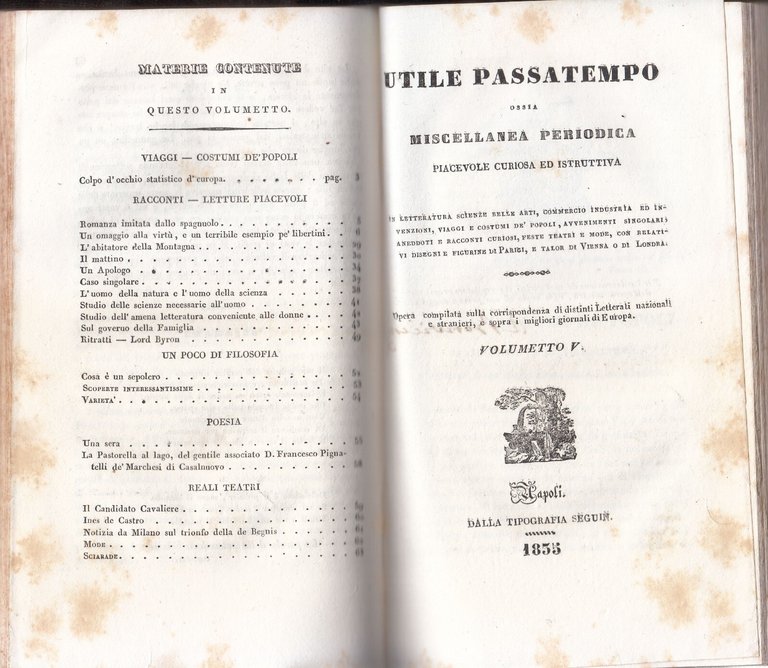 MATERIE CONTENUTE
IN
QUESTO VOLUMETTO.
VIAGGI — COSTUMI DE'POPOLI
Colpo d'occhio statistico d'europa. . . . . . . . pag. 3
RACCONTI — LETTURE PIACEVOLI
Romanza imitata dallo spagnuolo . . . . . . . . .
Un omaggio alla virtù, e un terribile esempio pe' libertini . . 6
L'abitatore della Montagna . . . . . . . . . . .
Il mattino . . . . . . . . . . . . . .
Un Apologo . . . . . . . . . . . . . 34
Caso singolare . . . . . . . . . . . .
L'uomo della natura e l'uomo della scienza . . . . . .
Studio delle scienze necessarie all'uomo . . . . . . .
Studio dell'amena letteratura conveniente alle donne . . . .
Sul governo della Famiglia . . . . . . . . . .
Ritratti — Lord Byron . . . . . . . . . . . 49
UN POCO DI FILOSOFIA
Cosa è un sepolcro . . . . . . . . . . . .
SCOPERTE INTERESSANTISSIME . . . . . . . . . 53
VARIETA' . . . . . . . . . . . . . . 54
POESIA
Una sera . . . . . . . . . . . . . .
La Pastorella al lago, del gentile associato D. Francesco Pigna-
telli de' Marchesi di Casalnuovo . . . . . . . .
REALI TEATRI
Il Candidato Cavaliere . . . . . . . . . . .
Ines de Castro . . . . . . . . . . . . .
Notizia da Milano sul trionfo della de Begnis . . . . .
MODE . . . . . . . . . . . . . . .
SCIARADE . . . . . . . . . . . . . .
UTILE PASSATEMPO
OSSIA
MISCELLANEA PERIODICA
PIACEVOLE CURIOSA ED ISTRUTTIVA
IN LETTERATURA SCIENZE BELLE ARTI, COMMERCIO INDUSTRIA ED IN-
VENZIONI, VIAGGI E COSTUMI DE' POPOLI, AVVENIMENTI SINGOLARI
ANEDDOTI E RACCONTI CURIOSI, FESTE TEATRI E MODE, CON RELATI-
VI DISEGNI E FIGURINE DI PARIGI, E TALOR DI VIENNA O DI LONDRA.
Opera compilata sulla corrispondenza di distinti Letterati nazionali
e stranieri, e sopra i migliori giornali di Europa.
VOLUMETTO V.
Napoli.
DALLA TIPOGRAFIA SEGUIN.
1835